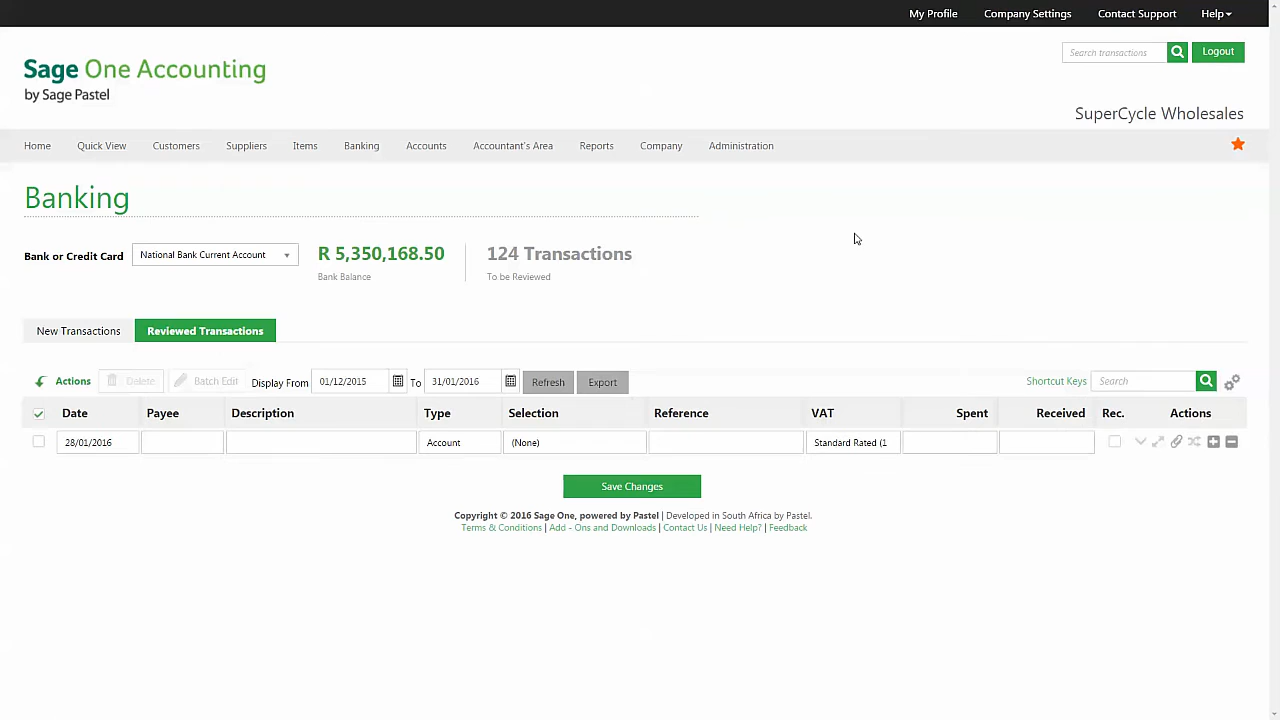 My Profile Company Settings Contact Support Help
Search transactions Logout
Sage One Accounting
by Sage Pastel
SuperCycle Wholesales
Home Quick View Customers Suppliers Items Banking Accounts Accountant's Area Reports Company Administration
Banking
Bank or Credit Card National Bank Current Account R 5,350,168.50 124 Transactions
Bank Balance To be Reviewed
New Transactions Reviewed Transactions
Actions Delete Batch Edit Display From 01/12/2015 To 31/01/2016 Refresh Export Shortcut Keys Search
Date Payee Description Type Selection Reference VAT Spent Received Rec. Actions
28/01/2016 Account (None) Standard Rated (1
Save Changes
Copyright © 2016 Sage One, powered by Pastel | Developed in South Africa by Pastel.
Terms & Conditions | Add - Ons and Downloads | Contact Us | Need Help? | Feedback